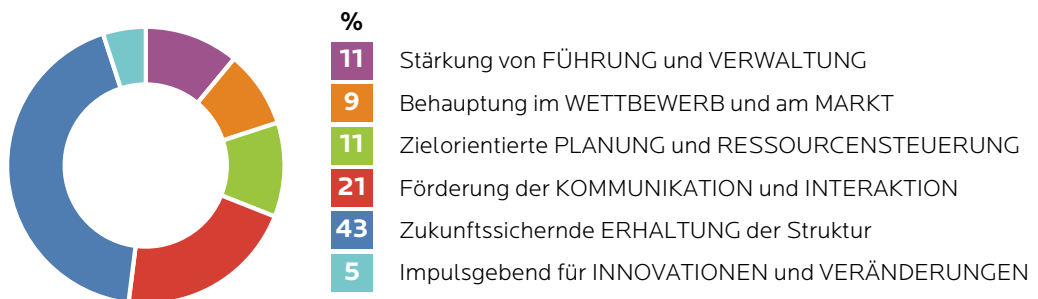 %
11 Stärkung von FÜHRUNG und VERWALTUNG
9 Behauptung im WETTBEWERB und am MARKT
11 Zielorientierte PLANUNG und RESSOURCENSTEUERUNG
21 Förderung der KOMMUNIKATION und INTERAKTION
43 Zukunftssichernde ERHALTUNG der Struktur
5 Impulsgebend für INNOVATIONEN und VERÄNDERUNGEN